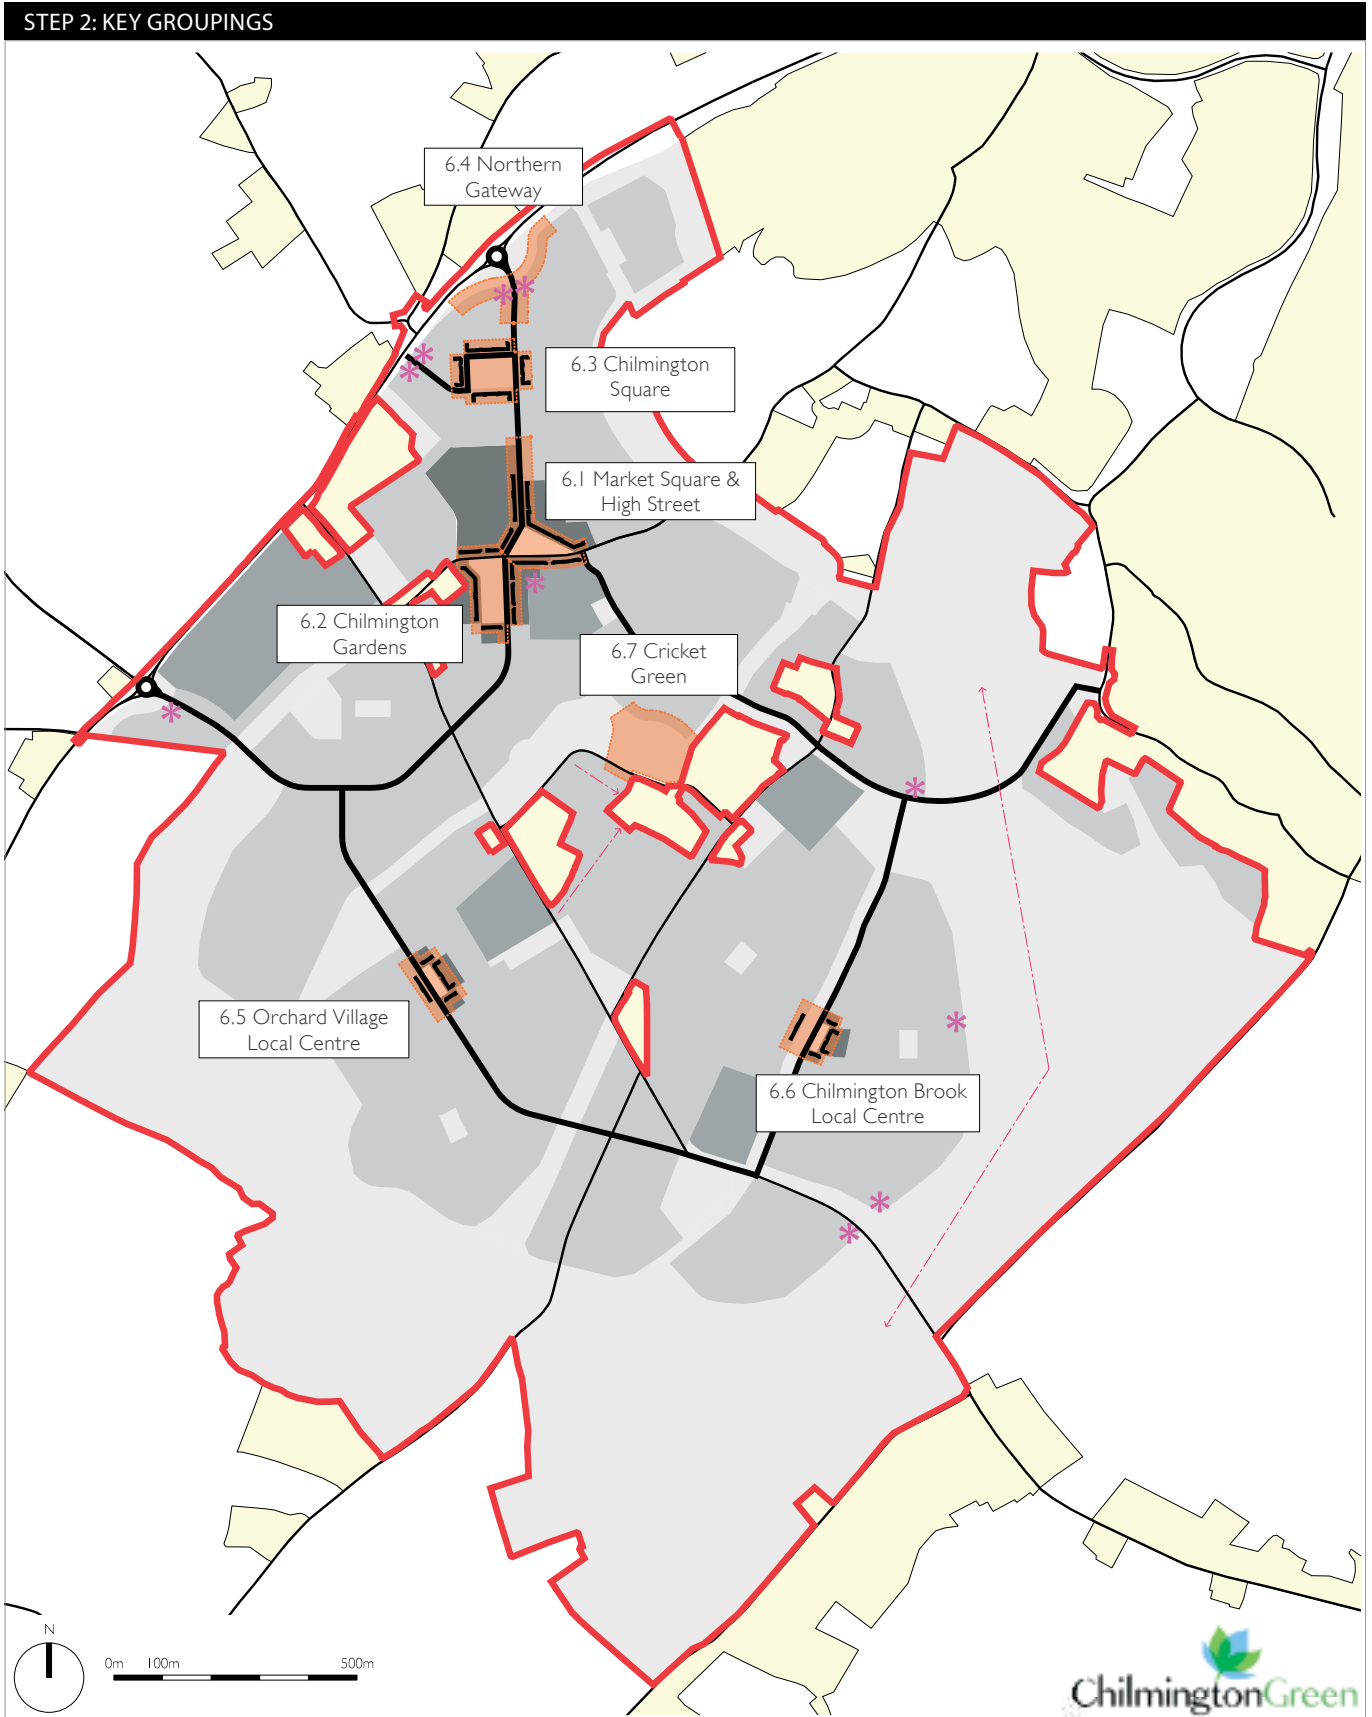 STEP 2: KEY GROUPINGS
6.4 Northern
Gateway
6.3 Chilmington
Square
6.1 Market Square &
High Street
6.2 Chilmington
Gardens
6.7 Cricket
Green
6.5 Orchard Village
Local Centre
6.6 Chilmington Brook
Local Centre
N
0m 100m 500m
ChilmingtonGreen